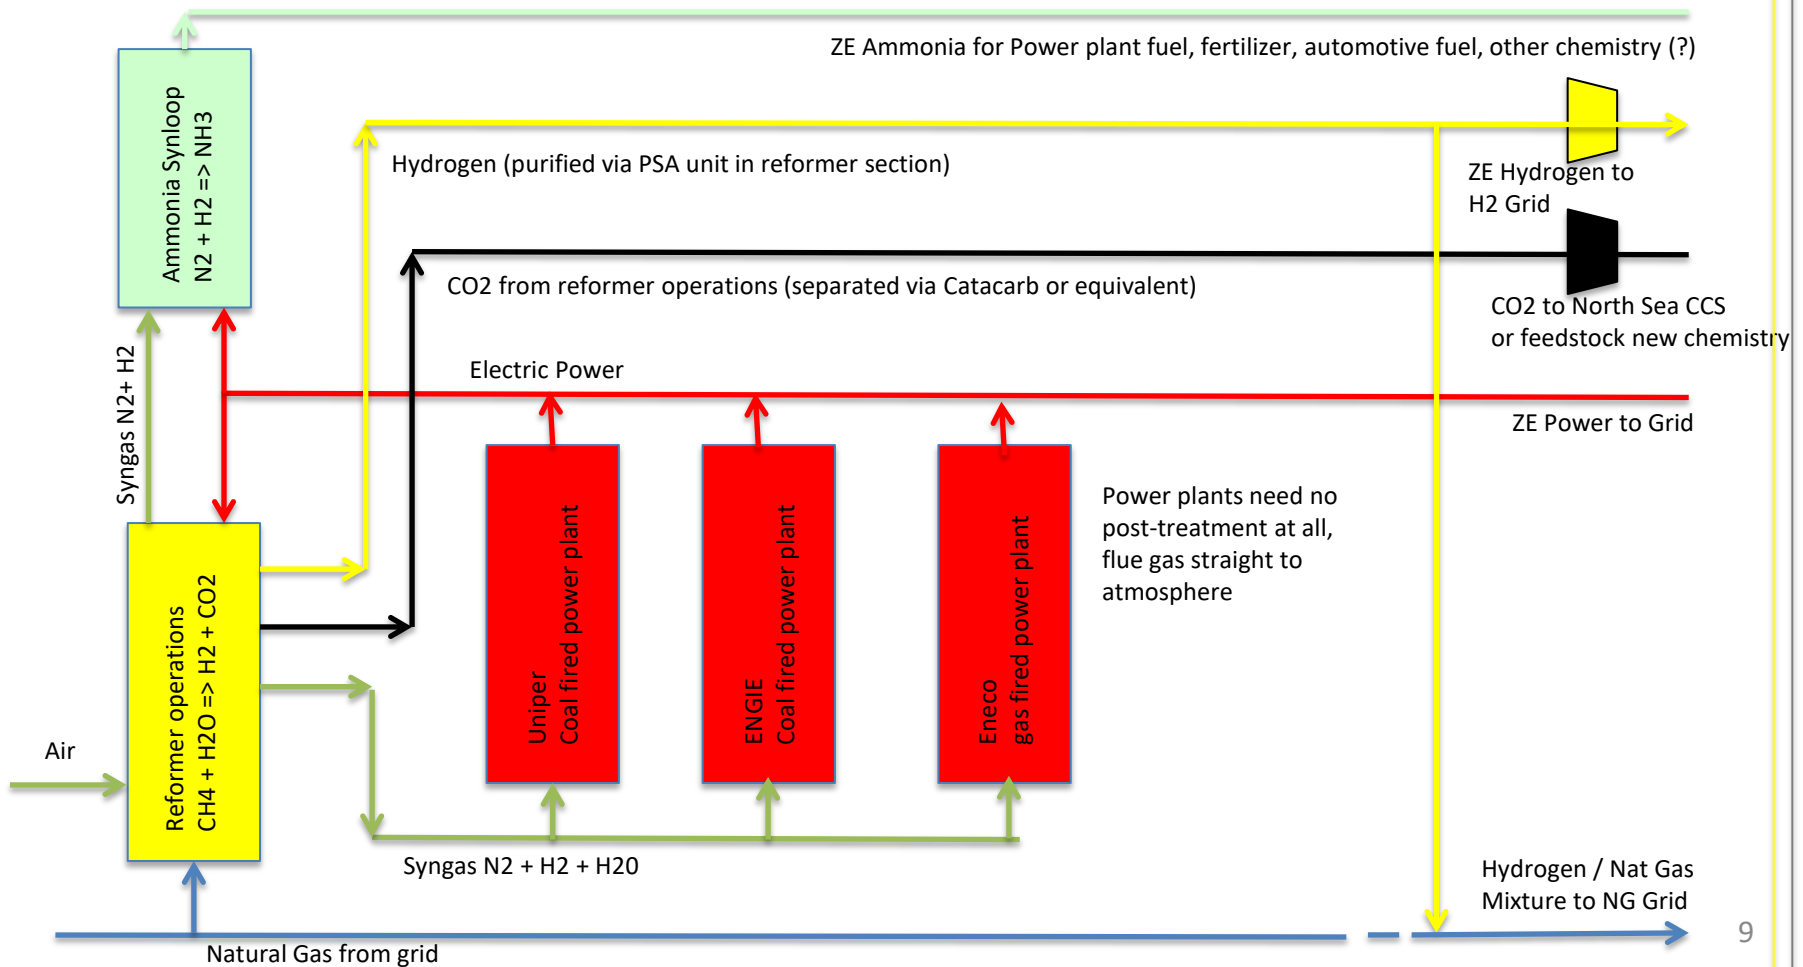 ZE Ammonia for Power plant fuel, fertilizer, automotive fuel, other chemistry (?)
Ammonia Synloop
N2 + H2 => NH3
Hydrogen (purified via PSA unit in reformer section)
ZE Hydrogen to
H2 Grid
CO2 from reformer operations (separated via Catacarb or equivalent)
CO2 to North Sea CCS
or feedstock new chemistry
Syngas N2+ H2
Electric Power
ZE Power to Grid
Reformer operations
CH4 + H2O => H2 + CO2
Uniper
Coal fired power plant
ENGIE
Coal fired power plant
Eneco
gas fired power plant
Power plants need no
post-treatment at all,
flue gas straight to
atmosphere
Air
Syngas N2 + H2 + H20
Hydrogen / Nat Gas
Mixture to NG Grid
Natural Gas from grid
9